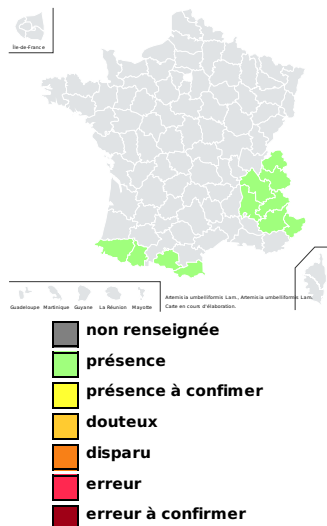 Île-de-France
Guadeloupe Martinique Guyane La Réunion Mayotte
Artemisia umbelliformis Lam., Artemisia umbelliformis Lam.
Carte en cours d'élaboration.
non renseignée
présence
présence à confimer
douteux
disparu
erreur
erreur à confirmer